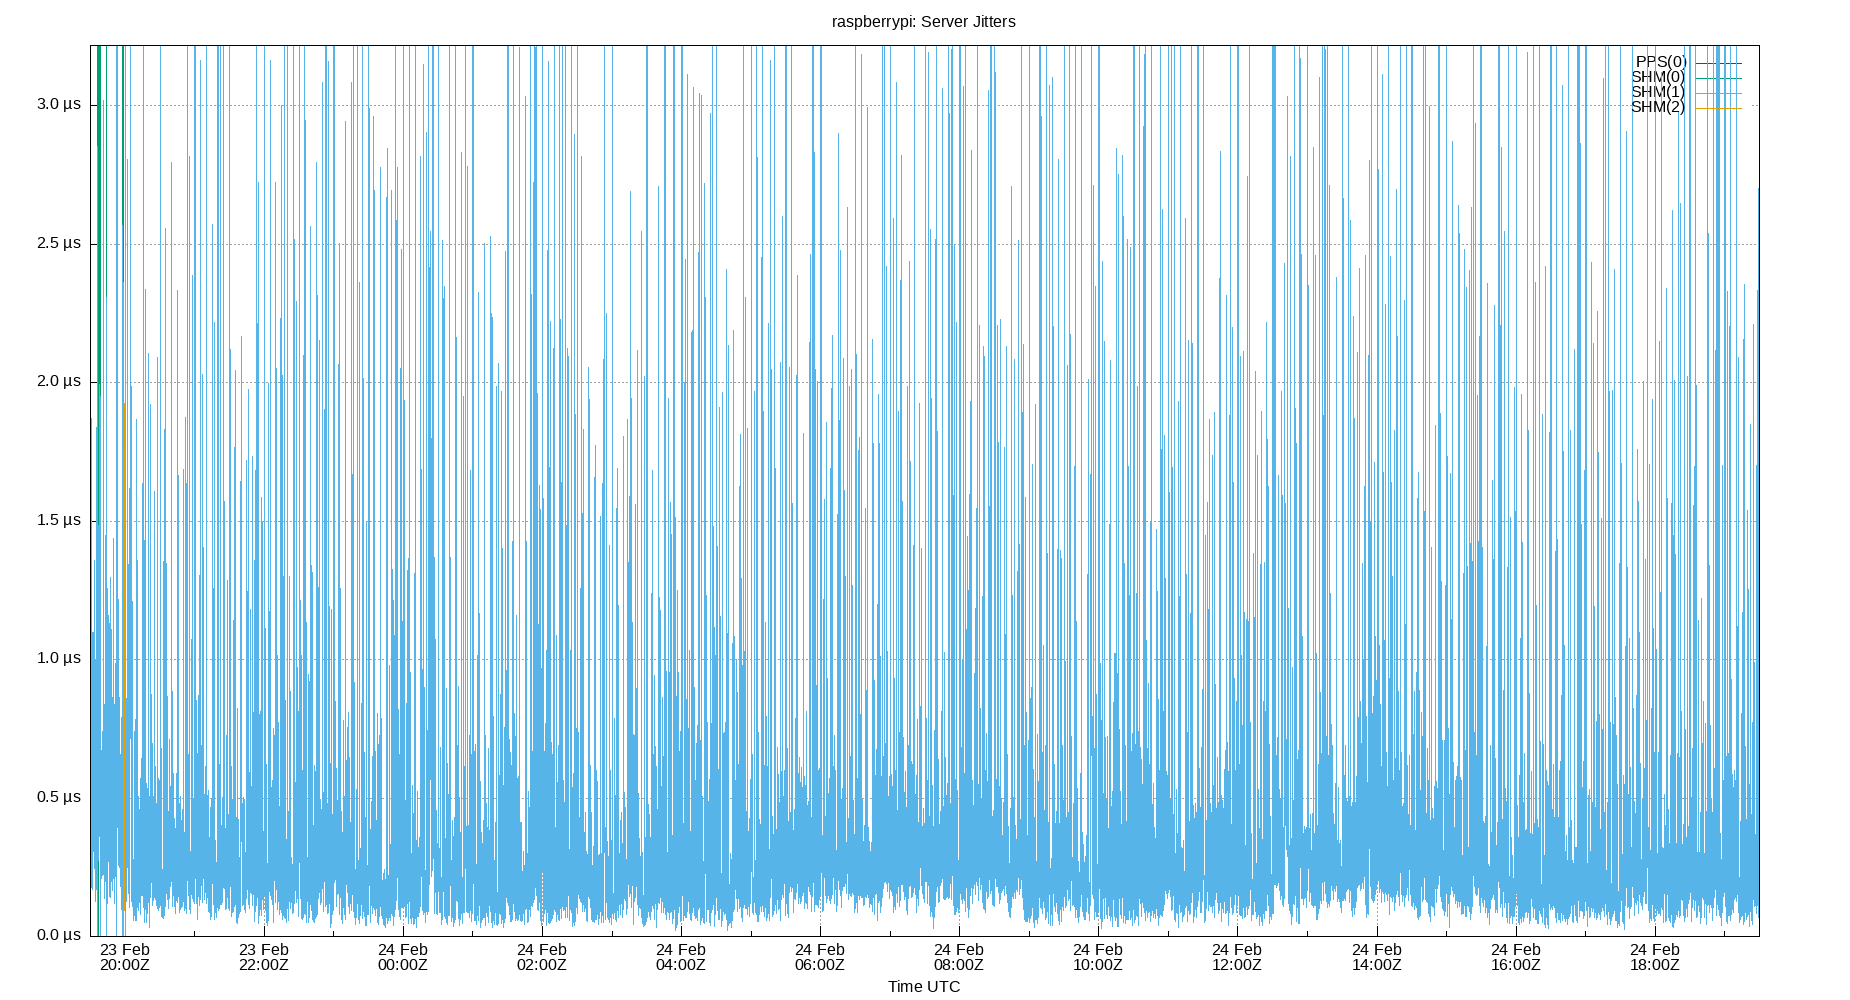 raspberrypi: Server Jitters
PPS(0)
SHM(0)
SHM(1)
SHM(2)
3.0 µs
2.5 µs
2.0 µs
1.5 µs
1.0 µs
0.5 µs
0.0 µs
23 Feb 24 Feb 24 Feb 24 Feb 24 Feb 24 Feb 24 Feb 24 Feb 24 Feb 24 Feb 24 Feb
23 Feb
20:00Z 22:00Z 00:00Z 02:00Z 04:00Z 06:00Z 08:00Z 10:00Z 12:00Z 14:00Z 16:00Z 18:00Z
Time UTC